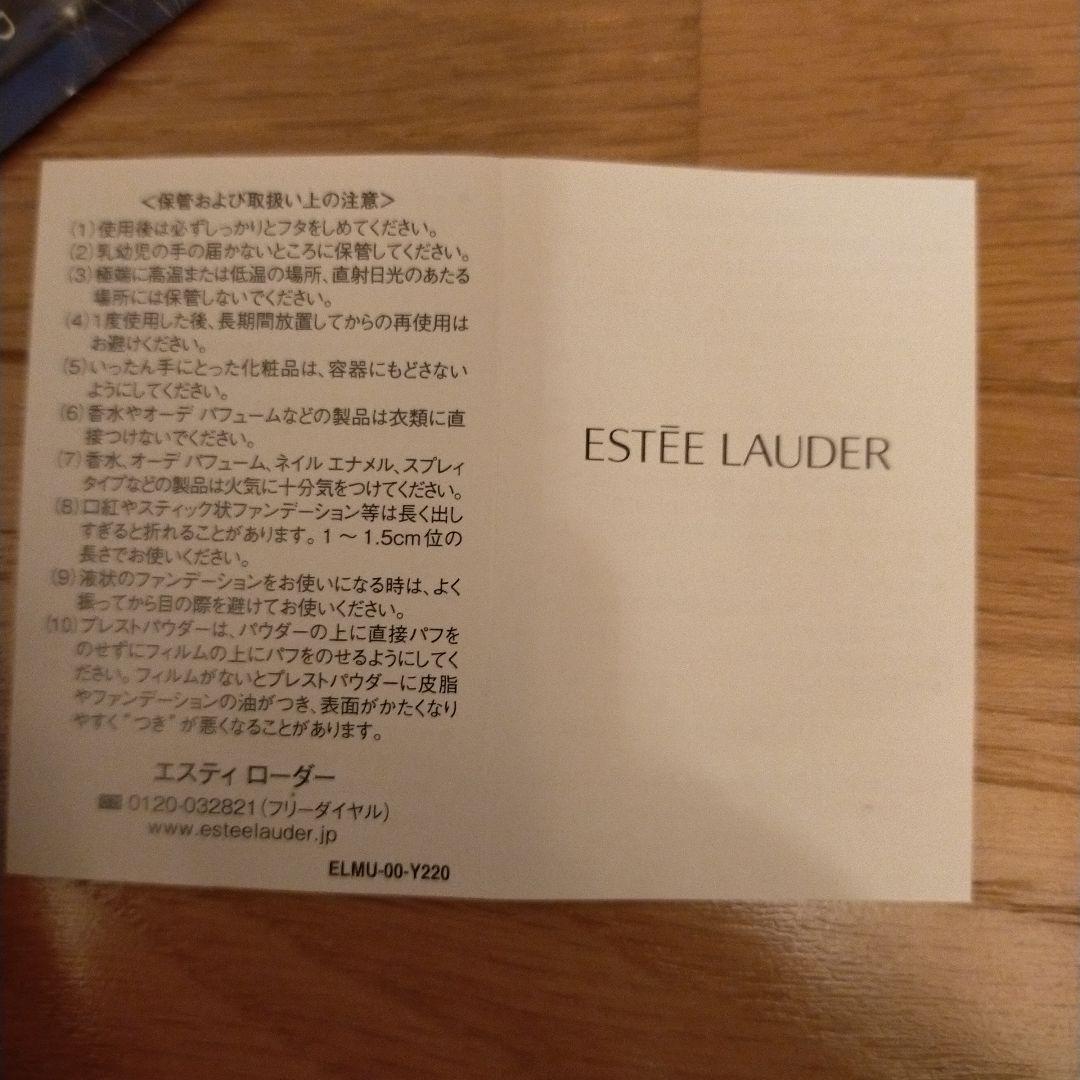 <保管および取扱い上の注意>
(1)使用後は必ずしっかりとフタをしめてください。
(2)乳幼児の手の届かないところに保管してください。
(3)極端に高温または低温の場所、直射日光のあたる
場所には保管しないでください。
(4)1度使用した後、長期間放置してからの再使用は
お避けください。
(5)いったん手にとった化粧品は、容器にもどさない
ようにしてください。
(6)香水やオーデ パフュームなどの製品は衣類に直
接つけないでください。
(7)香水、オーデ パフューム、ネイル エナメル、スプレィ
タイプなどの製品は火気に十分気をつけてください。
(8)口紅やスティック状ファンデーション等は長く出し
すぎると折れることがあります。1〜1.5cm位の
長さでお使いください。
(9)液状のファンデーションをお使いになる時は、よく
振ってから目の際を避けてお使いください。
(10)プレストパウダーは、パウダーの上に直接パフを
のせずにフィルムの上にパフをのせるようにしてく
ださい。フィルムがないとプレストパウダーに皮脂
やファンデーションの油がつき、表面がかたくなり
やすく"つき"が悪くなることがあります。
エスティ ローダー
☎0120-032821(フリーダイヤル)
www.esteelauder.jp
ELMU-00-Y220
ESTĒE LAUDER